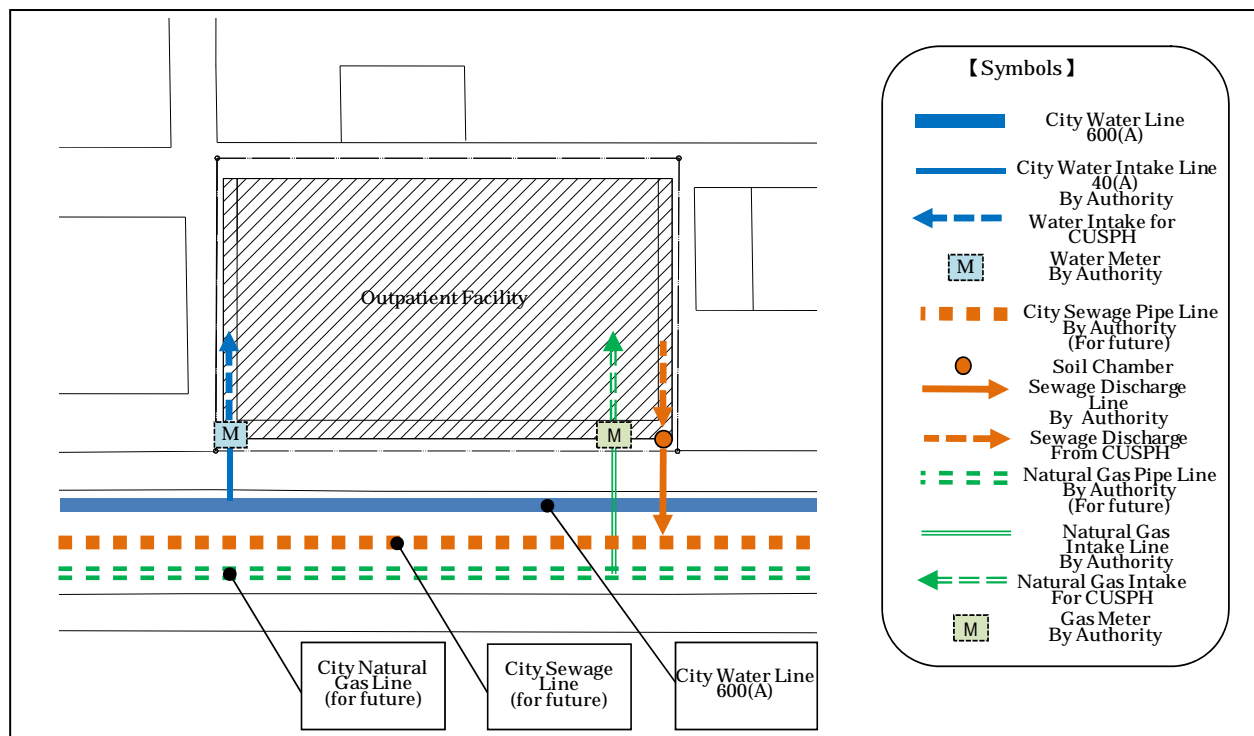 Outpatient Facility
M
M
City Natural
Gas Line
(for future)
City Sewage
Line
(for future)
City Water Line
600(A)
【Symbols】
City Water Line
600(A)
City Water Intake Line
40(A)
By Authority
Water Intake for
CUSPH
M
Water Meter
By Authority
City Sewage Pipe Line
By Authority
(For future)
Soil Chamber
Sewage Discharge
Line
By Authority
Sewage Discharge
From CUSPH
Natural Gas Pipe Line
By Authority
(For future)
Natural Gas
Intake Line
By Authority
Natural Gas Intake
For CUSPH
M
Gas Meter
By Authority